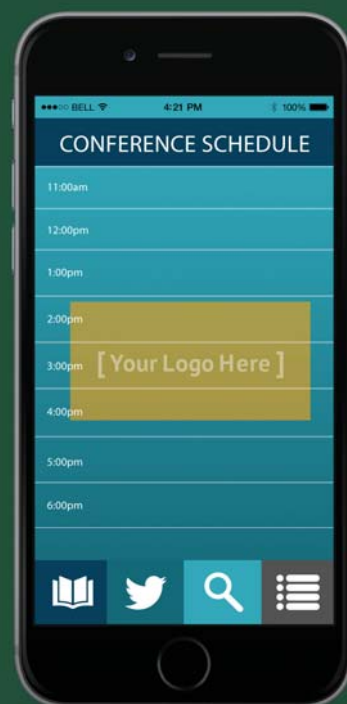 BELL 4:21 PM 100%
CONFERENCE SCHEDULE
11:00am
12:00pm
1:00pm
2:00pm
3:00pm [ Your Logo Here ]
4:00pm
5:00pm
6:00pm